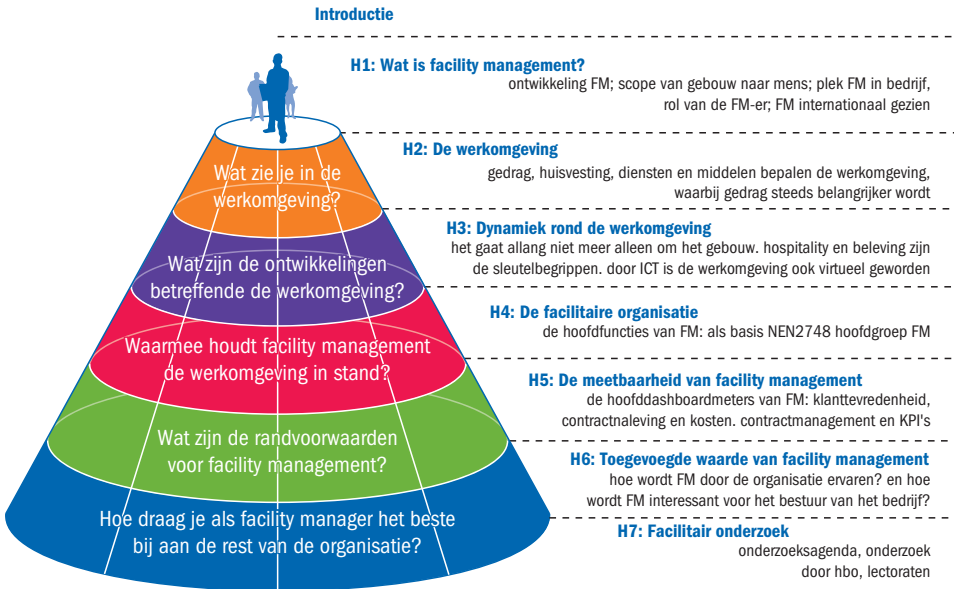 Introductie
H1: Wat is facility management?
ontwikkeling FM; scope van gebouw naar mens; plek FM in bedrijf,
rol van de FM-er; FM internationaal gezien
H2: De werkomgeving
gedrag, huisvesting, diensten en middelen bepalen de werkomgeving,
waarbij gedrag steeds belangrijker wordt
Wat zie je in de
werkomgeving?
H3: Dynamiek rond de werkomgeving
het gaat allang niet meer alleen om het gebouw. hospitality en beleving zijn
de sleutelbegrippen. door ICT is de werkomgeving ook virtueel geworden
Wat zijn de ontwikkelingen
betreffende de werkomgeving?
H4: De facilitaire organisatie
de hoofdfuncties van FM: als basis NEN2748 hoofdgroep FM
Waarmee houdt facility management
de werkomgeving in stand?
H5: De meetbaarheid van facility management
de hoofddashboardmeters van FM: klanttevredenheid,
contractnaleving en kosten. contractmanagement en KPI's
Wat zijn de randvoorwaarden
voor facility management?
H6: Toegevoegde waarde van facility management
hoe wordt FM door de organisatie ervaren? en hoe
wordt FM interessant voor het bestuur van het bedrijf?
Hoe draag je als facility manager het beste
bij aan de rest van de organisatie?
H7: Facilitair onderzoek
onderzoeksagenda, onderzoek
door hbo, lectoraten